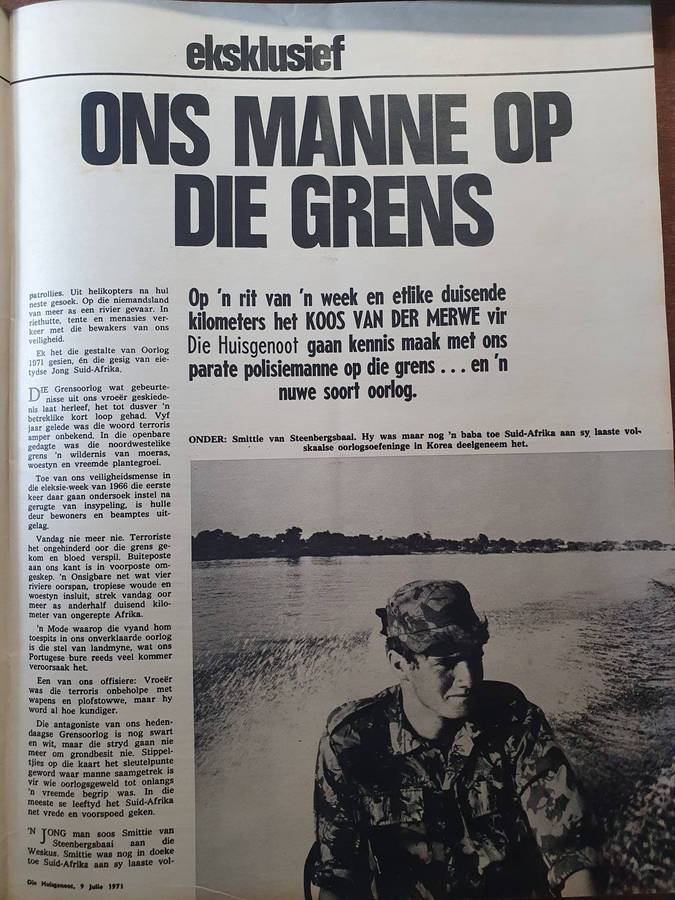 eksklusief
ONS MANNE OP
DIE GRENS
patrollies. Uit helikopters na hul
neste gesoek. Op die niemandsland
van meer as een rivier gevaar. In
riethutte, tente en menasies ver-
keer met die bewakers van ons
veiligheid.
Ek het die gestalte van Oorlog
1971 gesien, én die gesig van eie-
tydse Jong Suid-Afrika.
DIE Grensoorlog wat gebeurte-
nisse uit ons vroeër geskiede-
nis laat herleef, het tot dusver 'n
betreklike kort loop gehad. Vyf
jaar gelede was die woord terroris
amper onbekend. In die openbare
gedagte was die noordwestelike
grens 'n wildernis van moeras,
woestyn en vreemde plantegroei.
Toe van ons veiligheidsmense in
die eleksie-week van 1966 die eerste
keer daar gaan ondersoek instel na
gerugte van insypeling, is hulle
deur bewoners en beamptes uit-
gelag.
Vandag nie meer nie. Terroriste
het ongehinderd oor die grens ge-
kom en bloed verspil. Buiteposte
aan ons kant is in voorposte om-
geskep. 'n Onsigbare net wat vier
riviere oorspan, tropiese woude en
woestyn insluit, strek vandag oor
meer as anderhalf duisend kilo-
meter van ongerepte Afrika.
'n Mode waarop die vyand hom
toespits in ons onverklaarde oorlog
is die stel van landmyne, wat ons
Portugese bure reeds veel kommer
veroorsaak het.
Een van ons offisiere: Vroeër
was die terroris onbeholpe met
wapens en plofstowwe, maar hy
word al hoe kundiger.
Die antagoniste van ons heden-
daagse Grensoorlog is nog swart
en wit, maar die stryd gaan nie
meer om grondbesit nie. Stippel-
tjies op die kaart het sleutelpunte
geword waar manne saamgetrek is
vir wie oorlogsgeweld tot onlangs
'n vreemde begrip was. In die
meeste se leeftyd het Suid-Afrika
net vrede en voorspoed geken.
'N JONG man soos Smittie van
Steenbergsbaai aan die
Weskus. Smittie was nog in doeke
toe Suid-Afrika aan sy laaste vol-
Op 'n rit van 'n week en etlike duisende
kilometers het KOOS VAN DER MERWE vir
Die Huisgenoot gaan kennis maak met ons
parate polisiemanne op die grens ... en 'n
nuwe soort oorlog.
ONDER: Smittie van Steenbergsbaai. Hy was maar nog 'n baba toe Suid-Afrika aan sy laaste vol-
skaalse oorlogsoefeninge in Korea deelgeneem het.
Die Huisgenoot, 9 Julie 1971